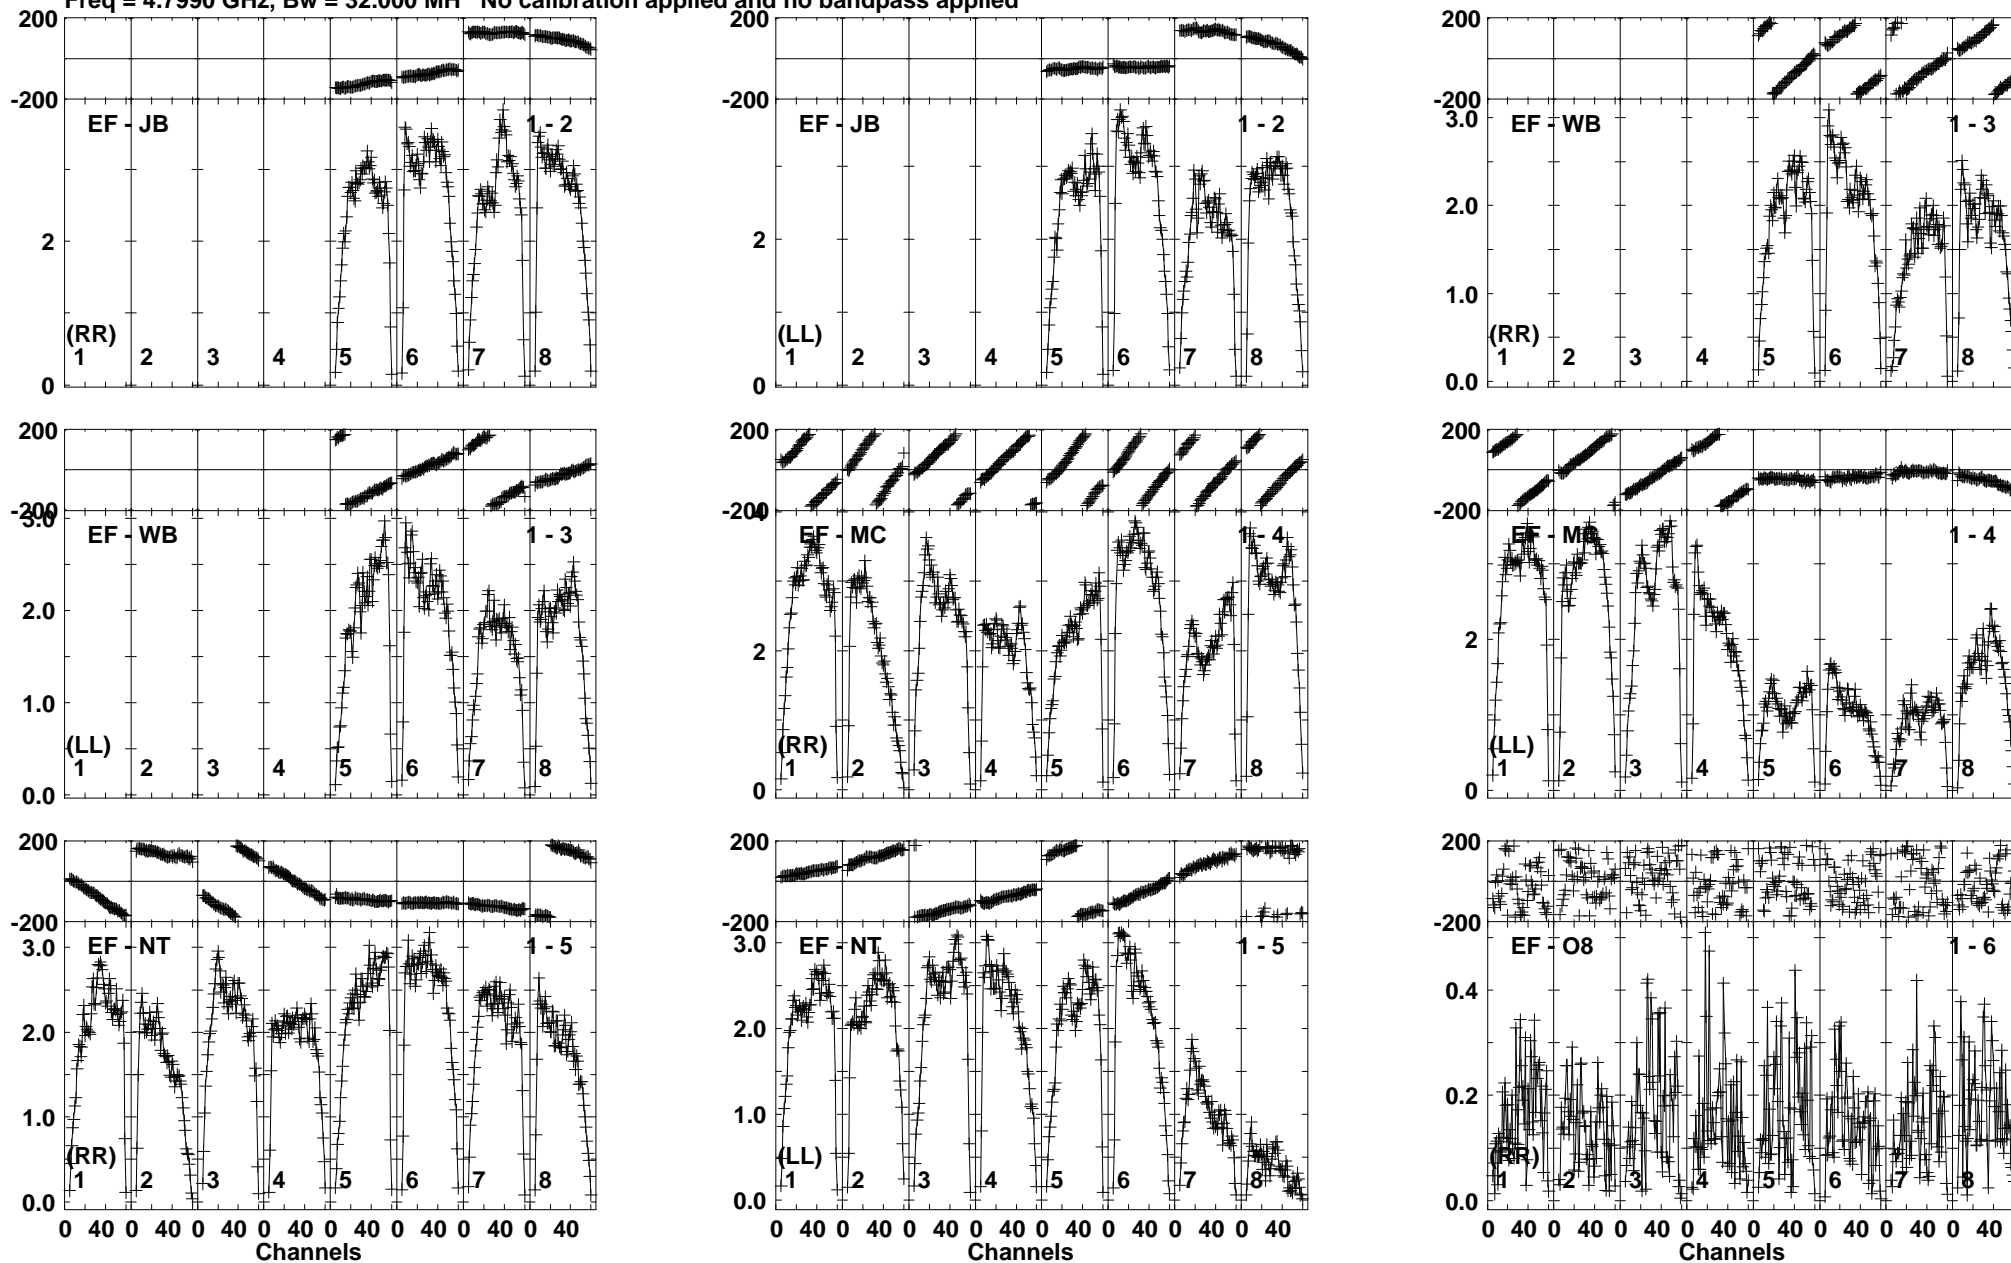 Freq = 4.7990 GHz, Bw = 32.000 MH No calibration applied and no bandpass applied
200 200 200
-200 -200 -200
EF - JB 1 - 2 EF - JB 1 - 2 EF - WB 1 - 3
3.0
2 2 2.0
1.0
(RR) (LL) (RR)
1 2 3 4 5 6 7 8 1 2 3 4 5 6 7 8 1 2 3 4 5 6 7 8
0 0 0.0
200 200 200
-200 -200 -200
3.0 4
EF - WB 1 - 3 EF - MC 1 - 4 EF - MC 1 - 4
2.0 2 2
1.0
(LL) (RR) (LL)
1 2 3 4 5 6 7 8 1 2 3 4 5 6 7 8 1 2 3 4 5 6 7 8
0.0 0 0
200 200 200
-200 -200 -200
EF - NT 1 - 5 EF - NT 1 - 5 EF - O8 1 - 6
3.0 3.0 0.4
2.0 2.0 0.2
1.0 1.0
(RR) (LL) (RR)
1 2 3 4 5 6 7 8 1 2 3 4 5 6 7 8 1 2 3 4 5 6 7 8
0.0 0.0 0.0
0 40 0 40 0 40 0 40 0 40 0 40 0 40 0 40 0 40 0 40 0 40 0 40 0 40 0 40 0 40 0 40 0 40 0 40 0 40 0 40 0 40 0 40 0 40 0 40
Channels Channels Channels